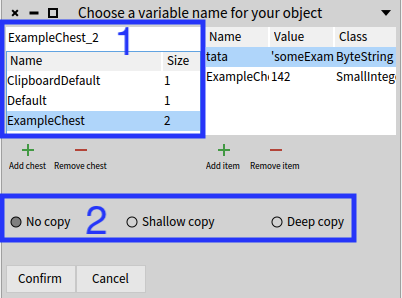 Choose a variable name for your object
ExampleChest_2
1
Name Size
ClipboardDefault 1
Default 1
ExampleChest 2
Name Value Class
tata 'someExam ByteString
ExampleCh 142 SmallInteg
Add chest Remove chest Add item Remove item
No copy 2 Shallow copy Deep copy
Confirm Cancel